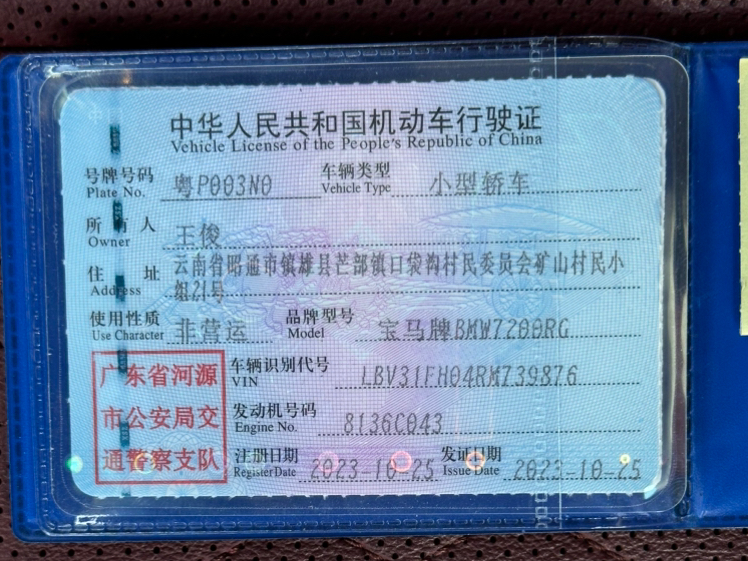 中华人民共和国机动车行驶证
Vehicle License of the People's Republic of China
号牌号码 Plate No. 粤P003N0 车辆类型 Vehicle Type 小型轿车
所有人 Owner 王俊
住址 Address 云南省昭通市镇雄县芒部镇口袋沟村民委员会矿山村民小
组21号
使用性质 Use Character 非营运 品牌型号 Model 宝马牌BMW7200RG
广东省河源
市公安局交
通警察支队
车辆识别代号 VIN LBV31FH04RM739876
发动机号码 Engine No. 8136C043
注册日期 Register Date 2023-10-25 发证日期 Issue Date 2023-10-25